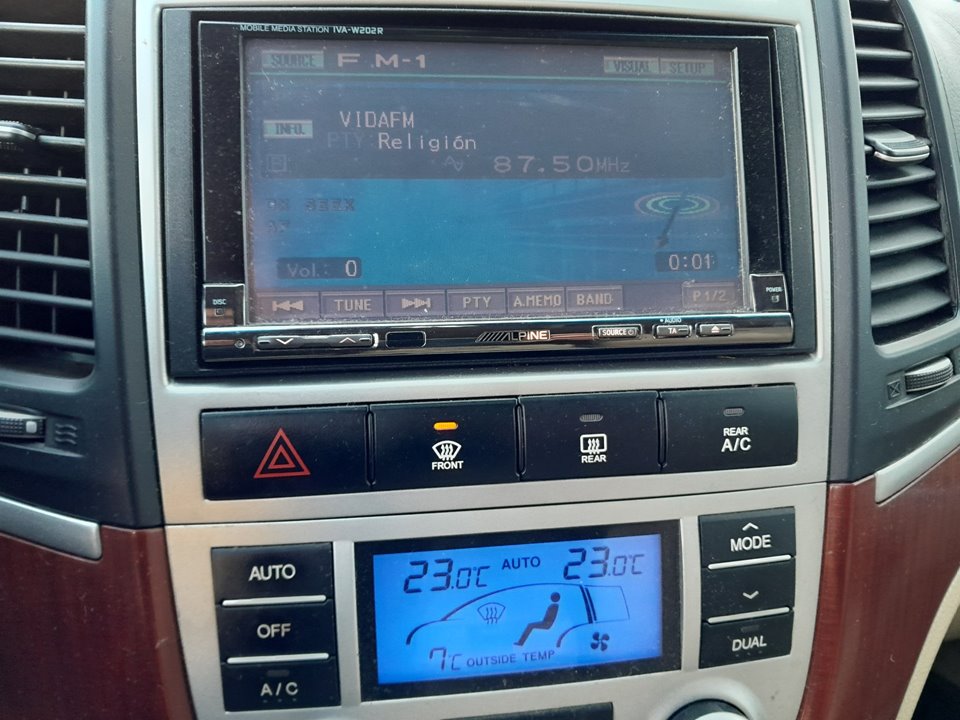 MOBILE MEDIA STATION IVA-W202R
SOURCE FM-1 VISUAL SETUP
INFO. VIDAFM
PTY Religión
87.50MHz
Vol.: 0 0:01
TUNE PTY A.MEMO BAND P1/2
DISC POWER
ALPINE SOURCE AUDIO TA
FRONT REAR REAR A/C
AUTO 23.0°C AUTO 23.0°C MODE
OFF
7°C OUTSIDE TEMP DUAL
A/C